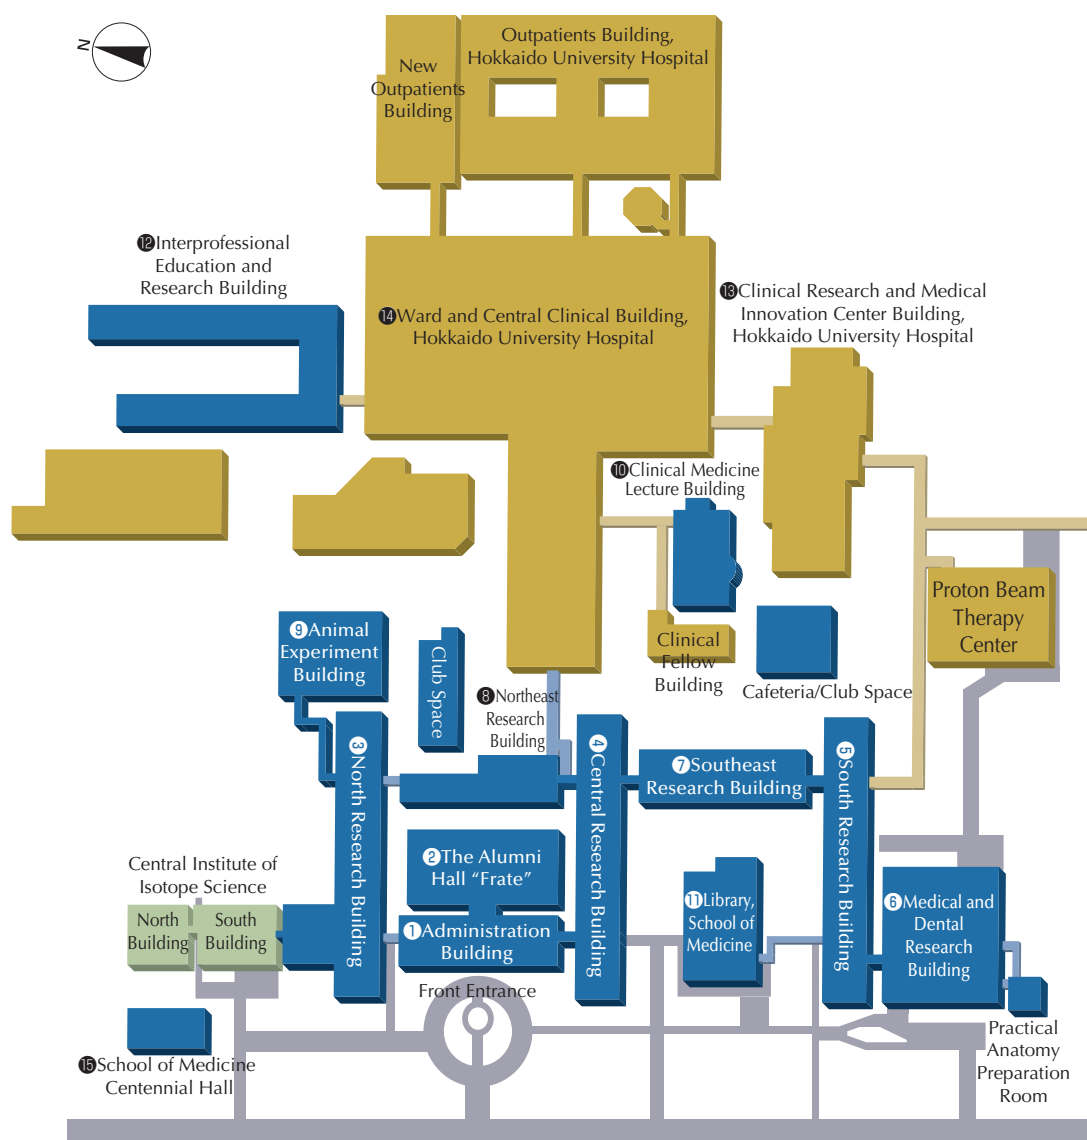 N
Outpatients Building,
Hokkaido University Hospital
New
Outpatients
Building
⓬Interprofessional
Education and
Research Building
⓮Ward and Central Clinical Building,
Hokkaido University Hospital
⓭Clinical Research and Medical
Innovation Center Building,
Hokkaido University Hospital
❿Clinical Medicine
Lecture Building
Proton Beam
Therapy
Center
❾Animal
Experiment
Building
Club Space
Clinical
Fellow
Building
Cafeteria/Club Space
❽Northeast
Research
Building
❸North Research Building
❹Central Research Building
❼Southeast
Research Building
❺South Research Building
❷The Alumni
Hall “Frate”
Central Institute of
Isotope Science
North
Building
South
Building
❶Administration
Building
⓫Library,
School of
Medicine
❻Medical and
Dental
Research
Building
Front Entrance
Practical
Anatomy
Preparation
Room
⓯School of Medicine
Centennial Hall